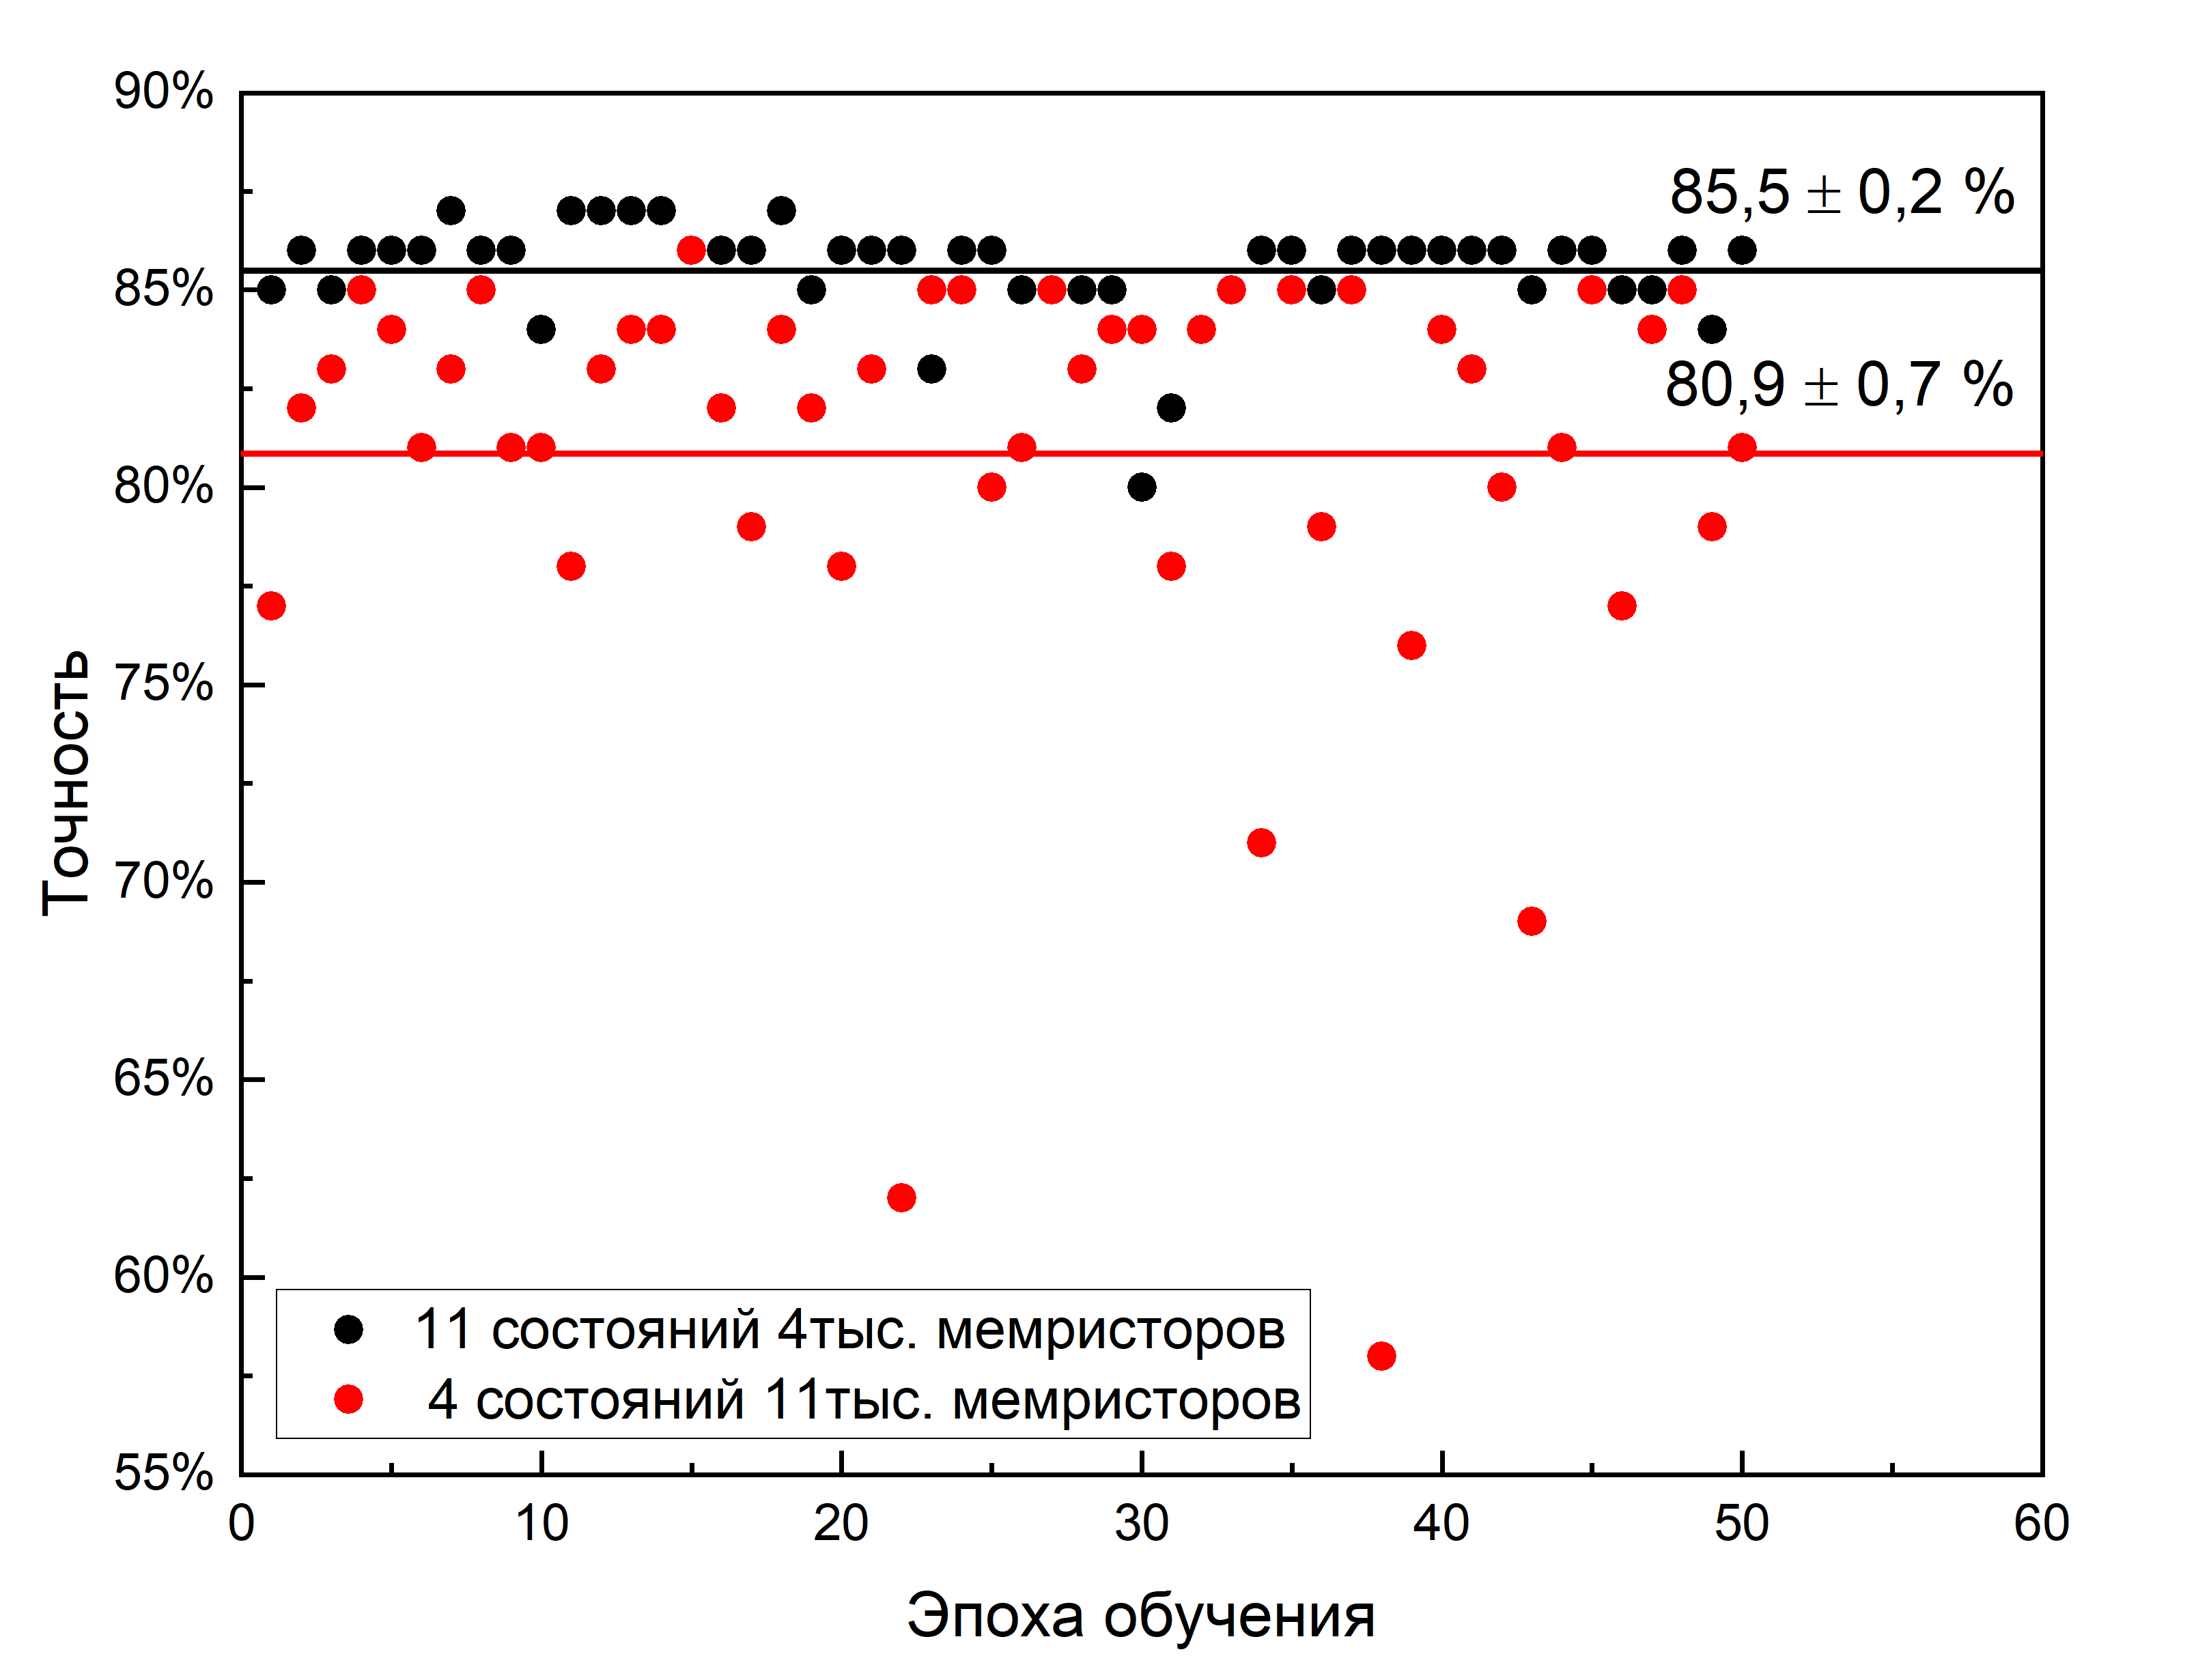 90%
85%
80%
75%
70%
65%
60%
55%
Точность
85,5 ± 0,2 %
80,9 ± 0,7 %
11 состояний 4тыс. мемристоров
4 состояний 11тыс. мемристоров
0 10 20 30 40 50 60
Эпоха обучения